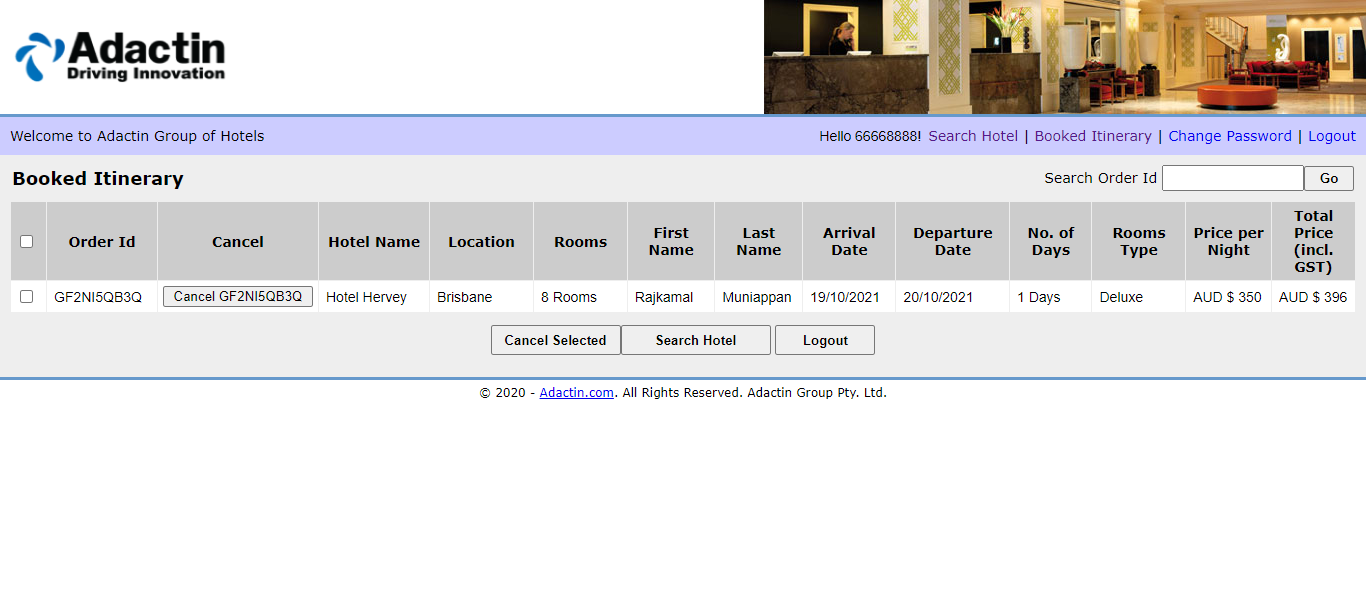 Adactin
Driving Innovation
Welcome to Adactin Group of Hotels
Hello 66668888! Search Hotel | Booked Itinerary | Change Password | Logout
Booked Itinerary
Search Order Id Go
Order Id Cancel Hotel Name Location Rooms First Name Last Name Arrival Date Departure Date No. of Days Rooms Type Price per Night Total Price (incl. GST)
GF2NI5QB3Q Cancel GF2NI5QB3Q Hotel Hervey Brisbane 8 Rooms Rajkamal Muniappan 19/10/2021 20/10/2021 1 Days Deluxe AUD $ 350 AUD $ 396
Cancel Selected Search Hotel Logout
© 2020 - Adactin.com. All Rights Reserved. Adactin Group Pty. Ltd.